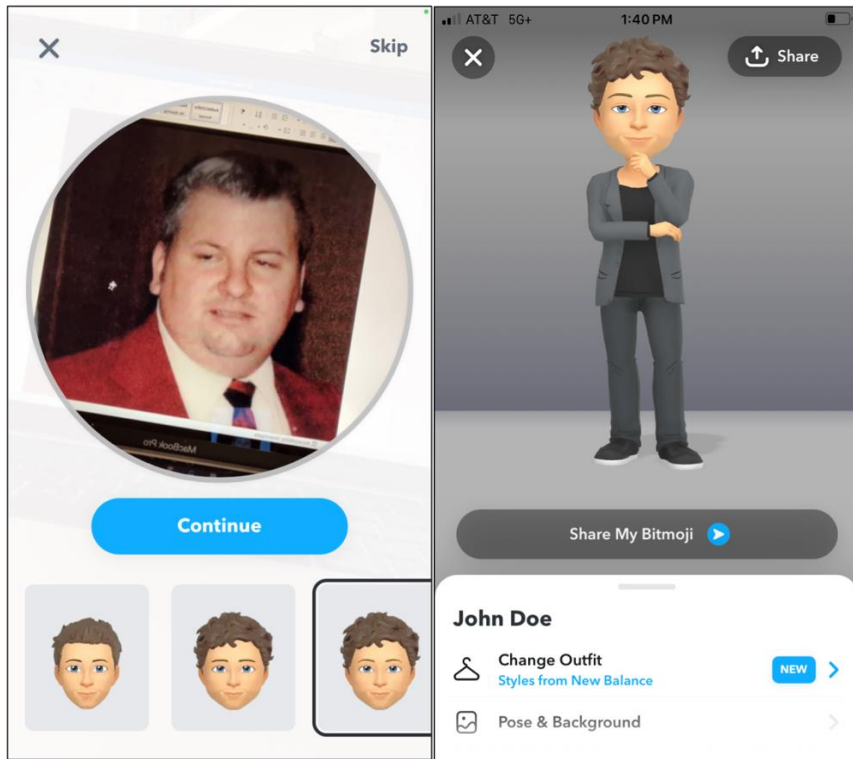 Skip
MacBook Pro
Continue
AT&T 5G+ 1:40 PM
Share
Share My Bitmoji
John Doe
Change Outfit
NEW
Styles from New Balance
Pose & Background